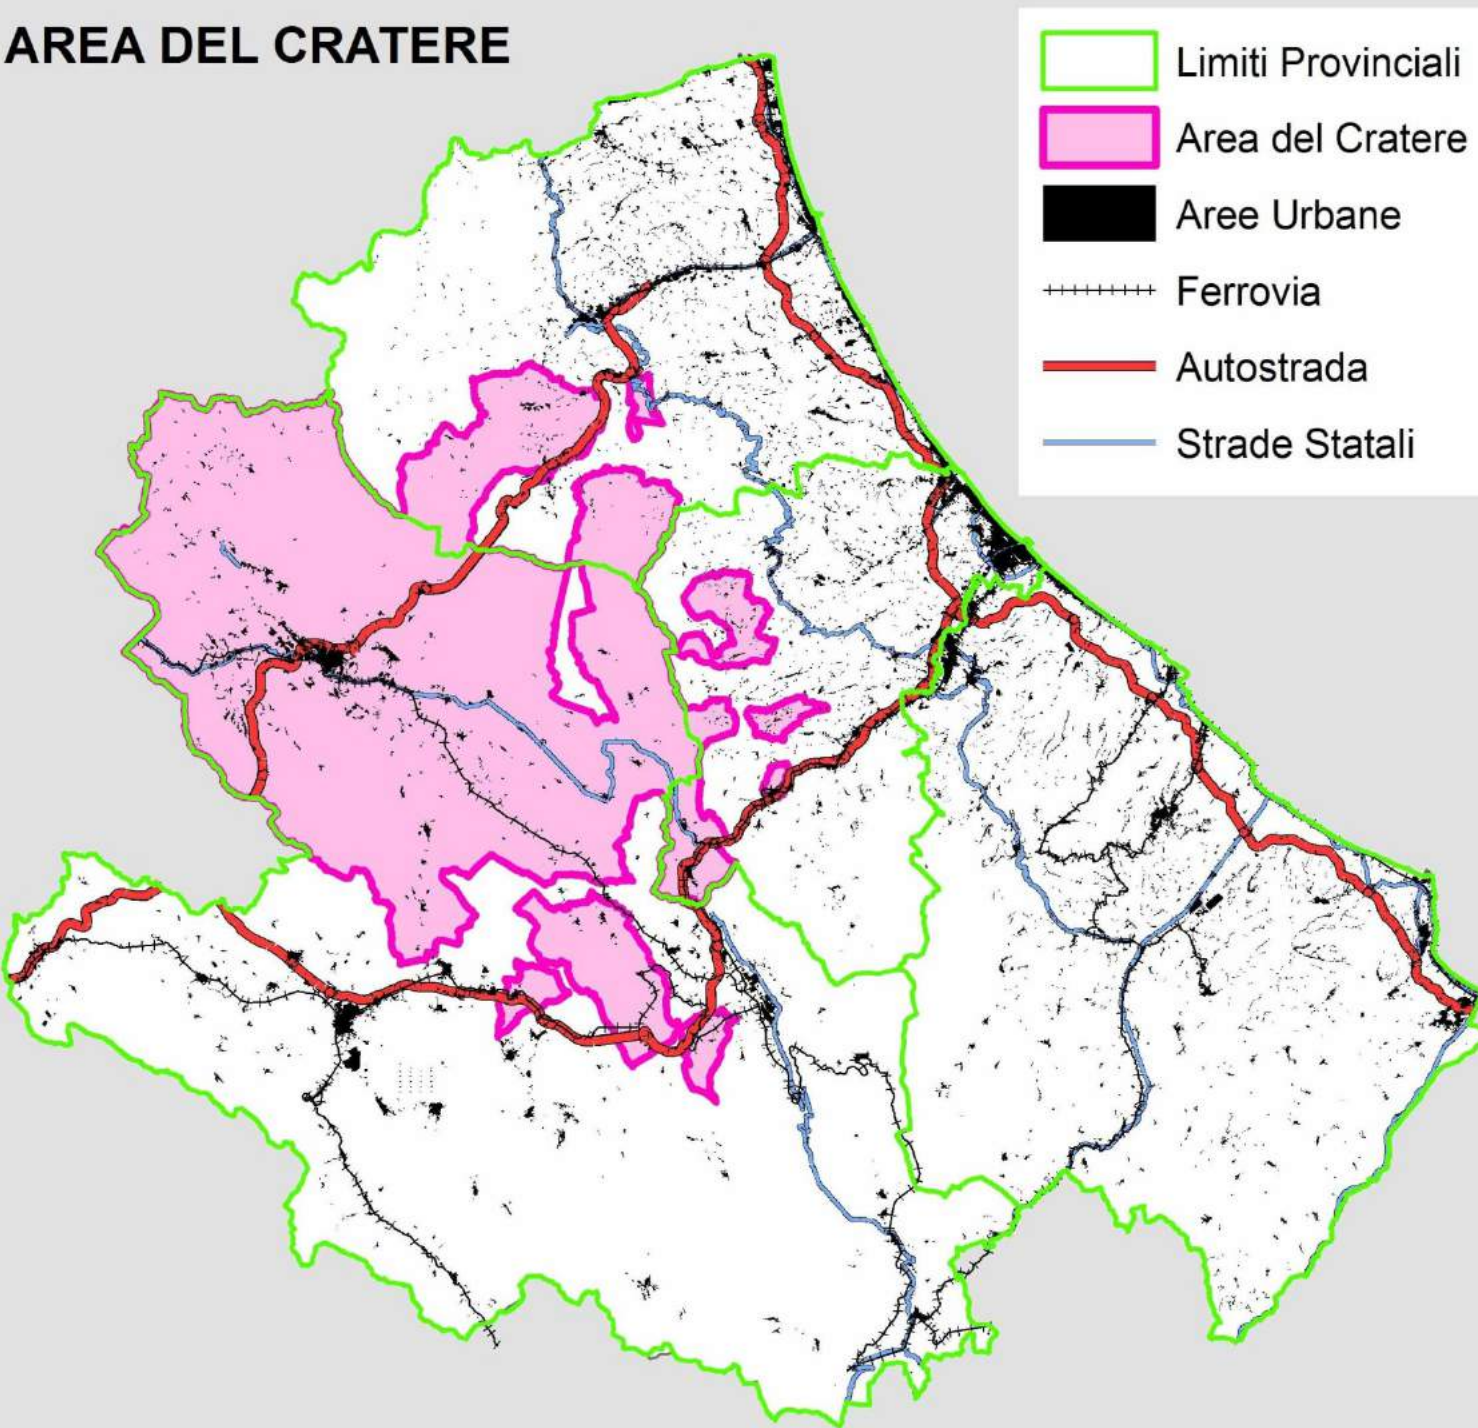 AREA DEL CRATERE
Limiti Provinciali
Area del Cratere
Aree Urbane
Ferrovia
Autostrada
Strade Statali